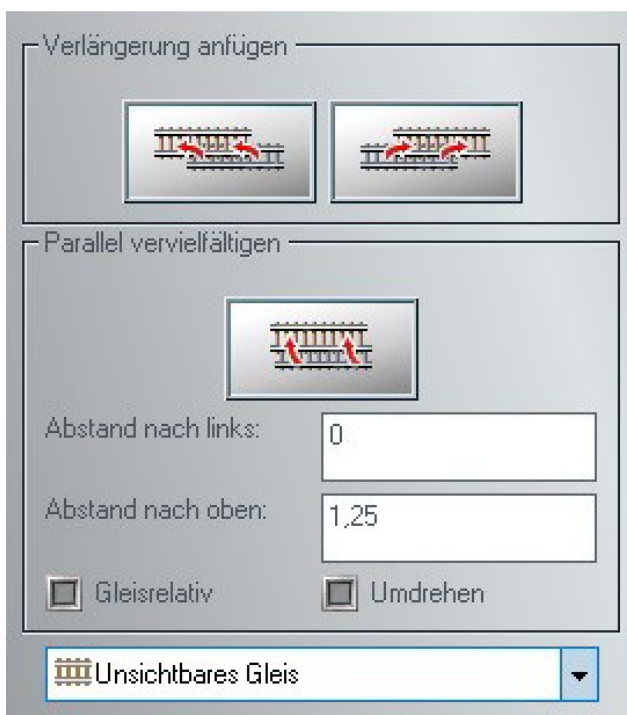 Verlängerung anfügen
Parallel vervielfältigen
Abstand nach links: 0
Abstand nach oben: 1,25
Gleisrelativ Umdrehen
Unsichtbares Gleis